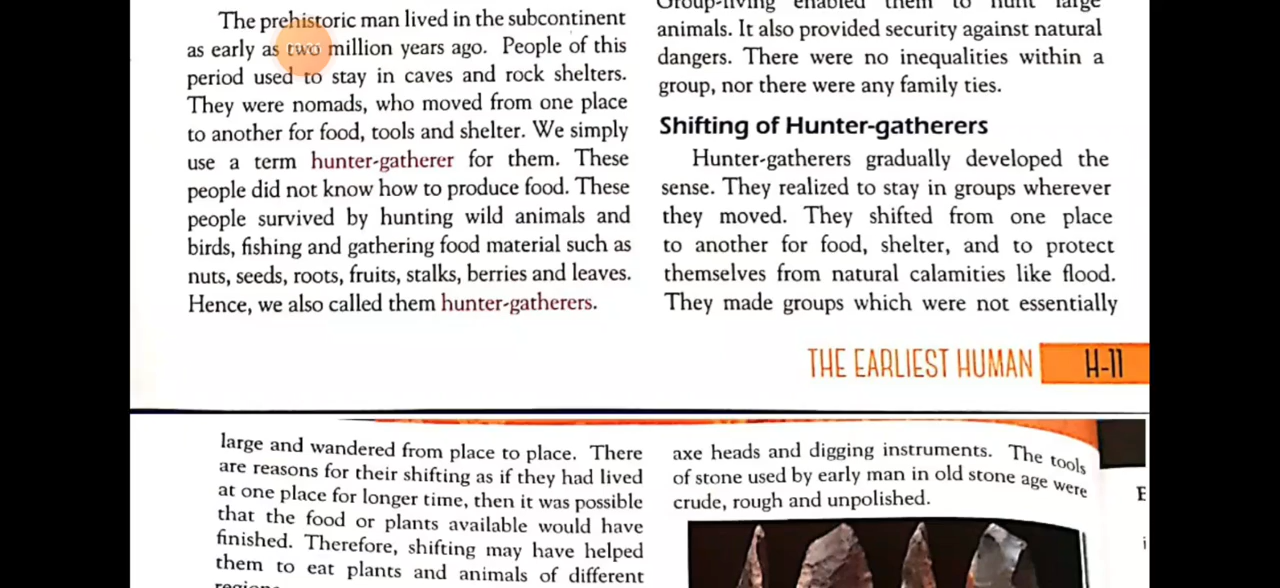 The prehistoric man lived in the subcontinent
as early as two million years ago. People of this
period used to stay in caves and rock shelters.
They were nomads, who moved from one place
to another for food, tools and shelter. We simply
use a term hunter-gatherer for them. These
people did not know how to produce food. These
people survived by hunting wild animals and
birds, fishing and gathering food material such as
nuts, seeds, roots, fruits, stalks, berries and leaves.
Hence, we also called them hunter-gatherers.
Group-living enabled them to hunt large
animals. It also provided security against natural
dangers. There were no inequalities within a
group, nor there were any family ties.
Shifting of Hunter-gatherers
Hunter-gatherers gradually developed the
sense. They realized to stay in groups wherever
they moved. They shifted from one place
to another for food, shelter, and to protect
themselves from natural calamities like flood.
They made groups which were not essentially
THE EARLIEST HUMAN H-11
large and wandered from place to place. There
are reasons for their shifting as if they had lived
at one place for longer time, then it was possible
that the food or plants available would have
finished. Therefore, shifting may have helped
them to eat plants and animals of different
axe heads and digging instruments. The tools
of stone used by early man in old stone age were
crude, rough and unpolished.